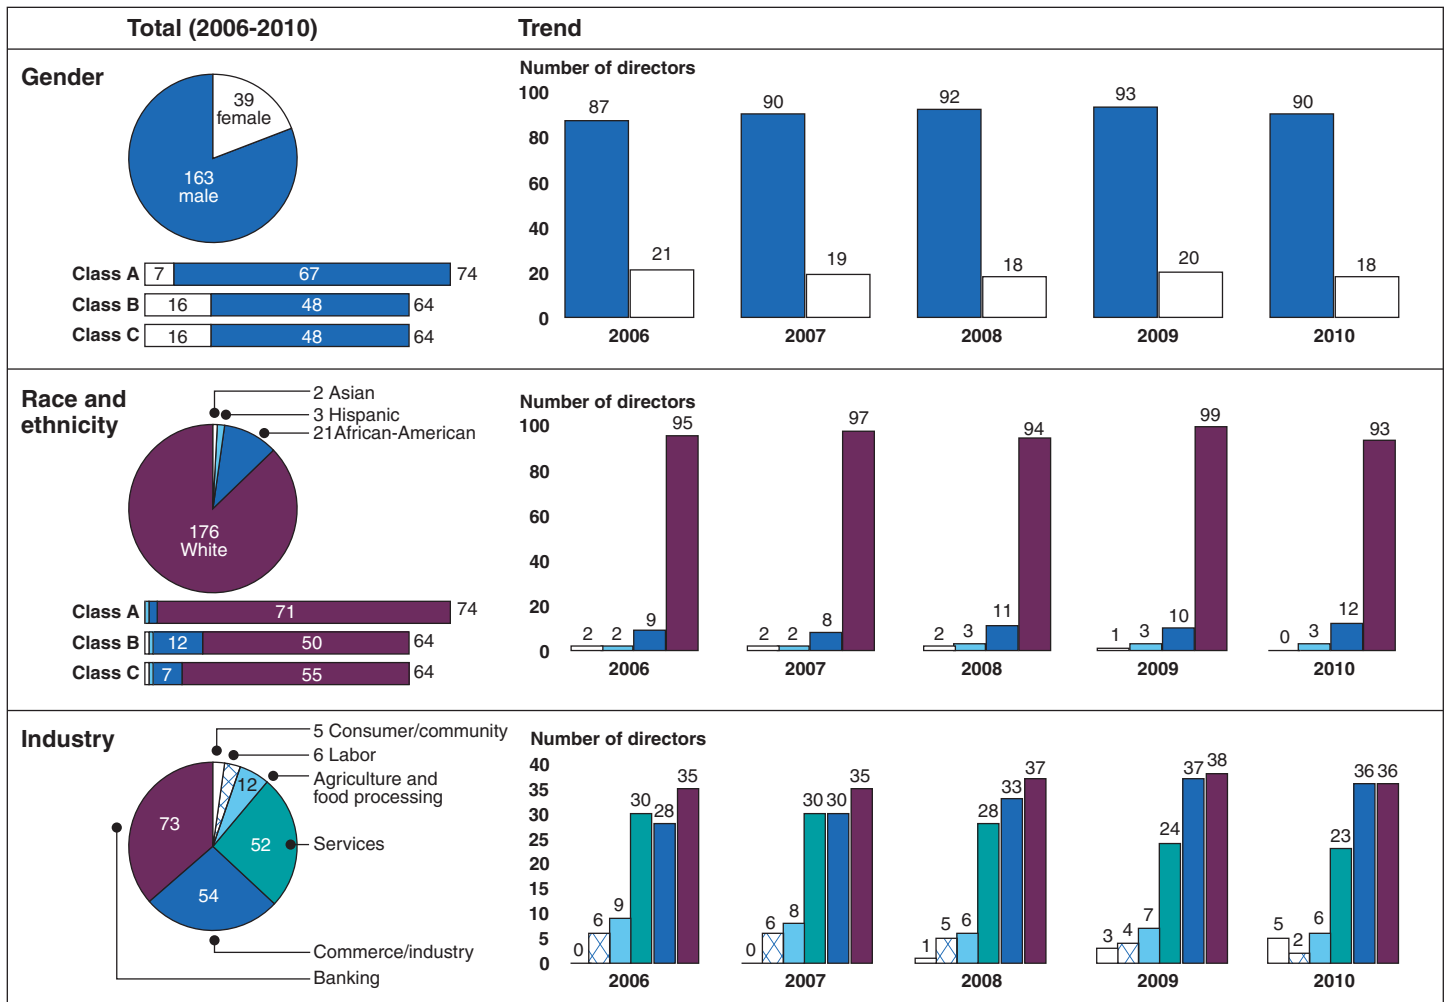 Total (2006-2010)
Trend
Gender
39
female
163
male
Class A 7 67 74
Class B 16 48 64
Class C 16 48 64
Number of directors
100
80
60
40
20
0
87 21
90 19
92 18
93 20
90 18
2006 2007 2008 2009 2010
Race and
ethnicity
2 Asian
3 Hispanic
21African-American
176
White
Class A 71 74
Class B 12 50 64
Class C 7 55 64
Number of directors
100
80
60
40
20
0
2 2 9 95
2 2 8 97
2 3 11 94
1 3 10 99
0 3 12 93
2006 2007 2008 2009 2010
Industry
5 Consumer/community
6 Labor
12
Agriculture and
food processing
52
Services
54
Commerce/industry
73
Banking
Number of directors
40
35
30
25
20
15
10
5
0
0 6 9 30 28 35
0 6 8 30 30 35
1 5 6 28 33 37
3 4 7 24 37 38
5 2 6 23 36 36
2006 2007 2008 2009 2010